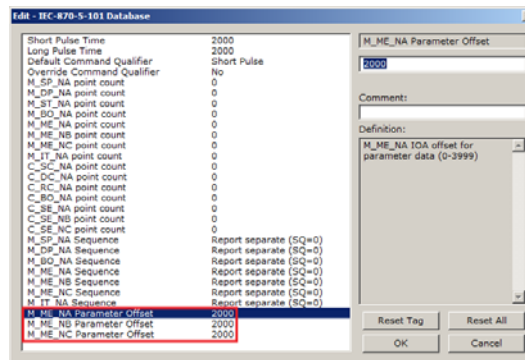 Edit - IEC-870-5-101 Database
Short Pulse Time 2000
Long Pulse Time 2000
Default Command Qualifier Short Pulse
Override Command Qualifier No
M_SP_NA point count 0
M_DP_NA point count 0
M_ST_NA point count 0
M_BO_NA point count 0
M_ME_NA point count 0
M_ME_NB point count 0
M_ME_NC point count 0
M_IT_NA point count 0
C_SC_NA point count 0
C_DC_NA point count 0
C_RC_NA point count 0
C_BO_NA point count 0
C_SE_NA point count 0
C_SE_NB point count 0
C_SE_NC point count 0
M_SP_NA Sequence Report separate (SQ=0)
M_DP_NA Sequence Report separate (SQ=0)
M_BO_NA Sequence Report separate (SQ=0)
M_ME_NA Sequence Report separate (SQ=0)
M_ME_NB Sequence Report separate (SQ=0)
M_ME_NC Sequence Report separate (SQ=0)
M_IT_NA Sequence Report separate (SQ=0)
M_ME_NA Parameter Offset 2000
M_ME_NB Parameter Offset 2000
M_ME_NC Parameter Offset 2000
M_ME_NA Parameter Offset
2000
Comment:
Definition:
M_ME_NA IOA offset for
parameter data (0-3999)
Reset Tag Reset All
OK Cancel